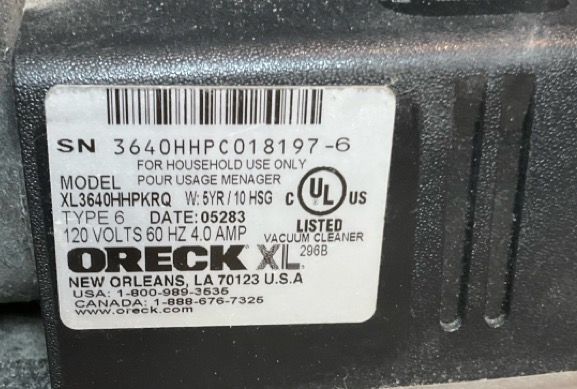 SN 3640HHPC018197-6
FOR HOUSEHOLD USE ONLY
POUR USAGE MENAGER
MODEL
XL3640HHPKRQ W: 5YR/10 HSG
TYPE 6 DATE: 05283
120 VOLTS 60 HZ 4.0 AMP
C UL US
LISTED
VACUUM CLEANER
296B
ORECK XL
NEW ORLEANS, LA 70123 U.S.A
USA: 1-800-989-3535
CANADA: 1-888-676-7325
www.oreck.com